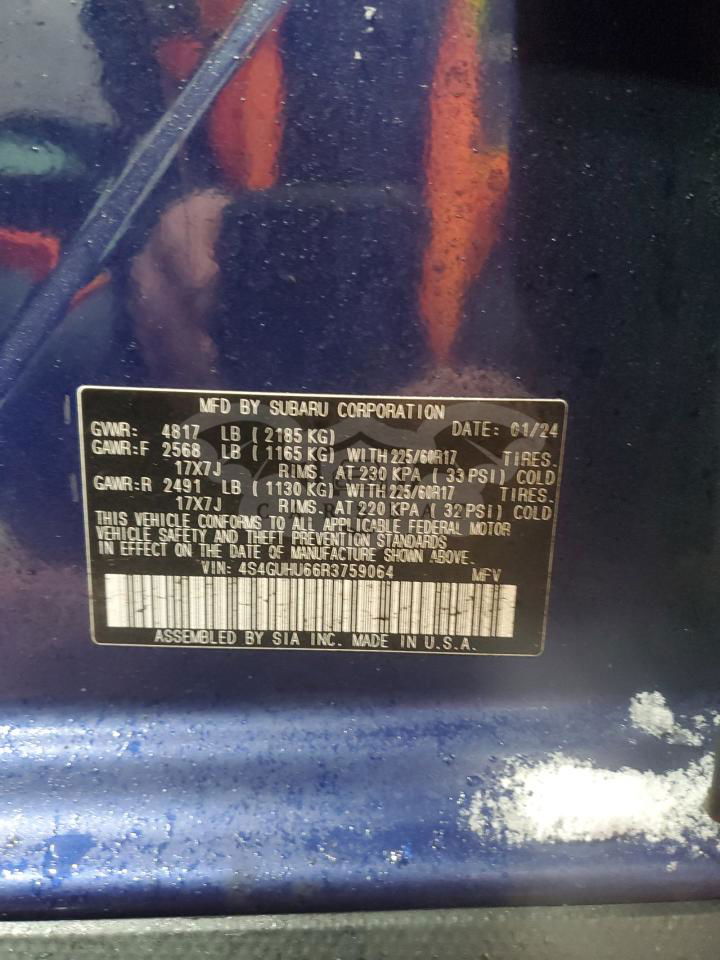 MFD BY SUBARU CORPORATION
GVWR: 4817 LB ( 2185 KG) DATE: 01/24
GAWR:F 2568 LB ( 1165 KG) WITH 225/60R17 TIRES.
17X7J RIMS. AT 230 KPA ( 33 PSI) COLD
GAWR:R 2491 LB ( 1130 KG) WITH 225/60R17 TIRES.
17X7J RIMS. AT 220 KPA ( 32 PSI) COLD
THIS VEHICLE CONFORMS TO ALL APPLICABLE FEDERAL MOTOR
VEHICLE SAFETY AND THEFT PREVENTION STANDARDS
IN EFFECT ON THE DATE OF MANUFACTURE SHOWN ABOVE.
VIN: 4S4GUHU66R3759064 MPV
ASSEMBLED BY SIA INC. MADE IN U.S.A.